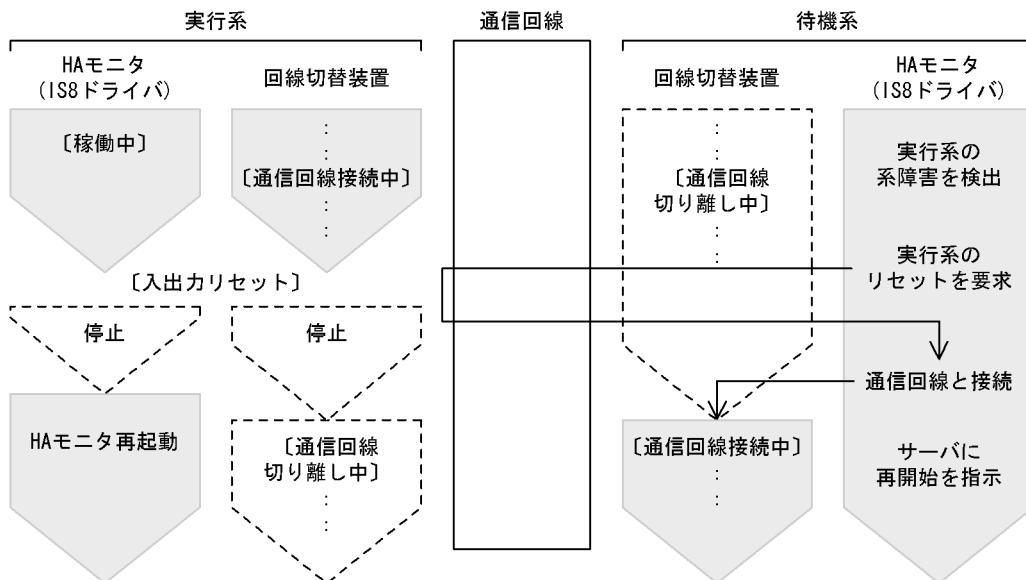 実行系
通信回線
待機系
HAモニタ
(IS8ドライバ)
回線切替装置
回線切替装置
HAモニタ
(IS8ドライバ)
〔稼働中〕
:
〔通信回線接続中〕
:
:
:
〔通信回線
切り離し中〕
:
実行系の
系障害を検出
実行系の
リセットを要求
〔入出力リセット〕
停止
停止
通信回線と接続
HAモニタ再起動
〔通信回線
切り離し中〕
:
:
〔通信回線接続中〕
:
:
サーバに
再開始を指示